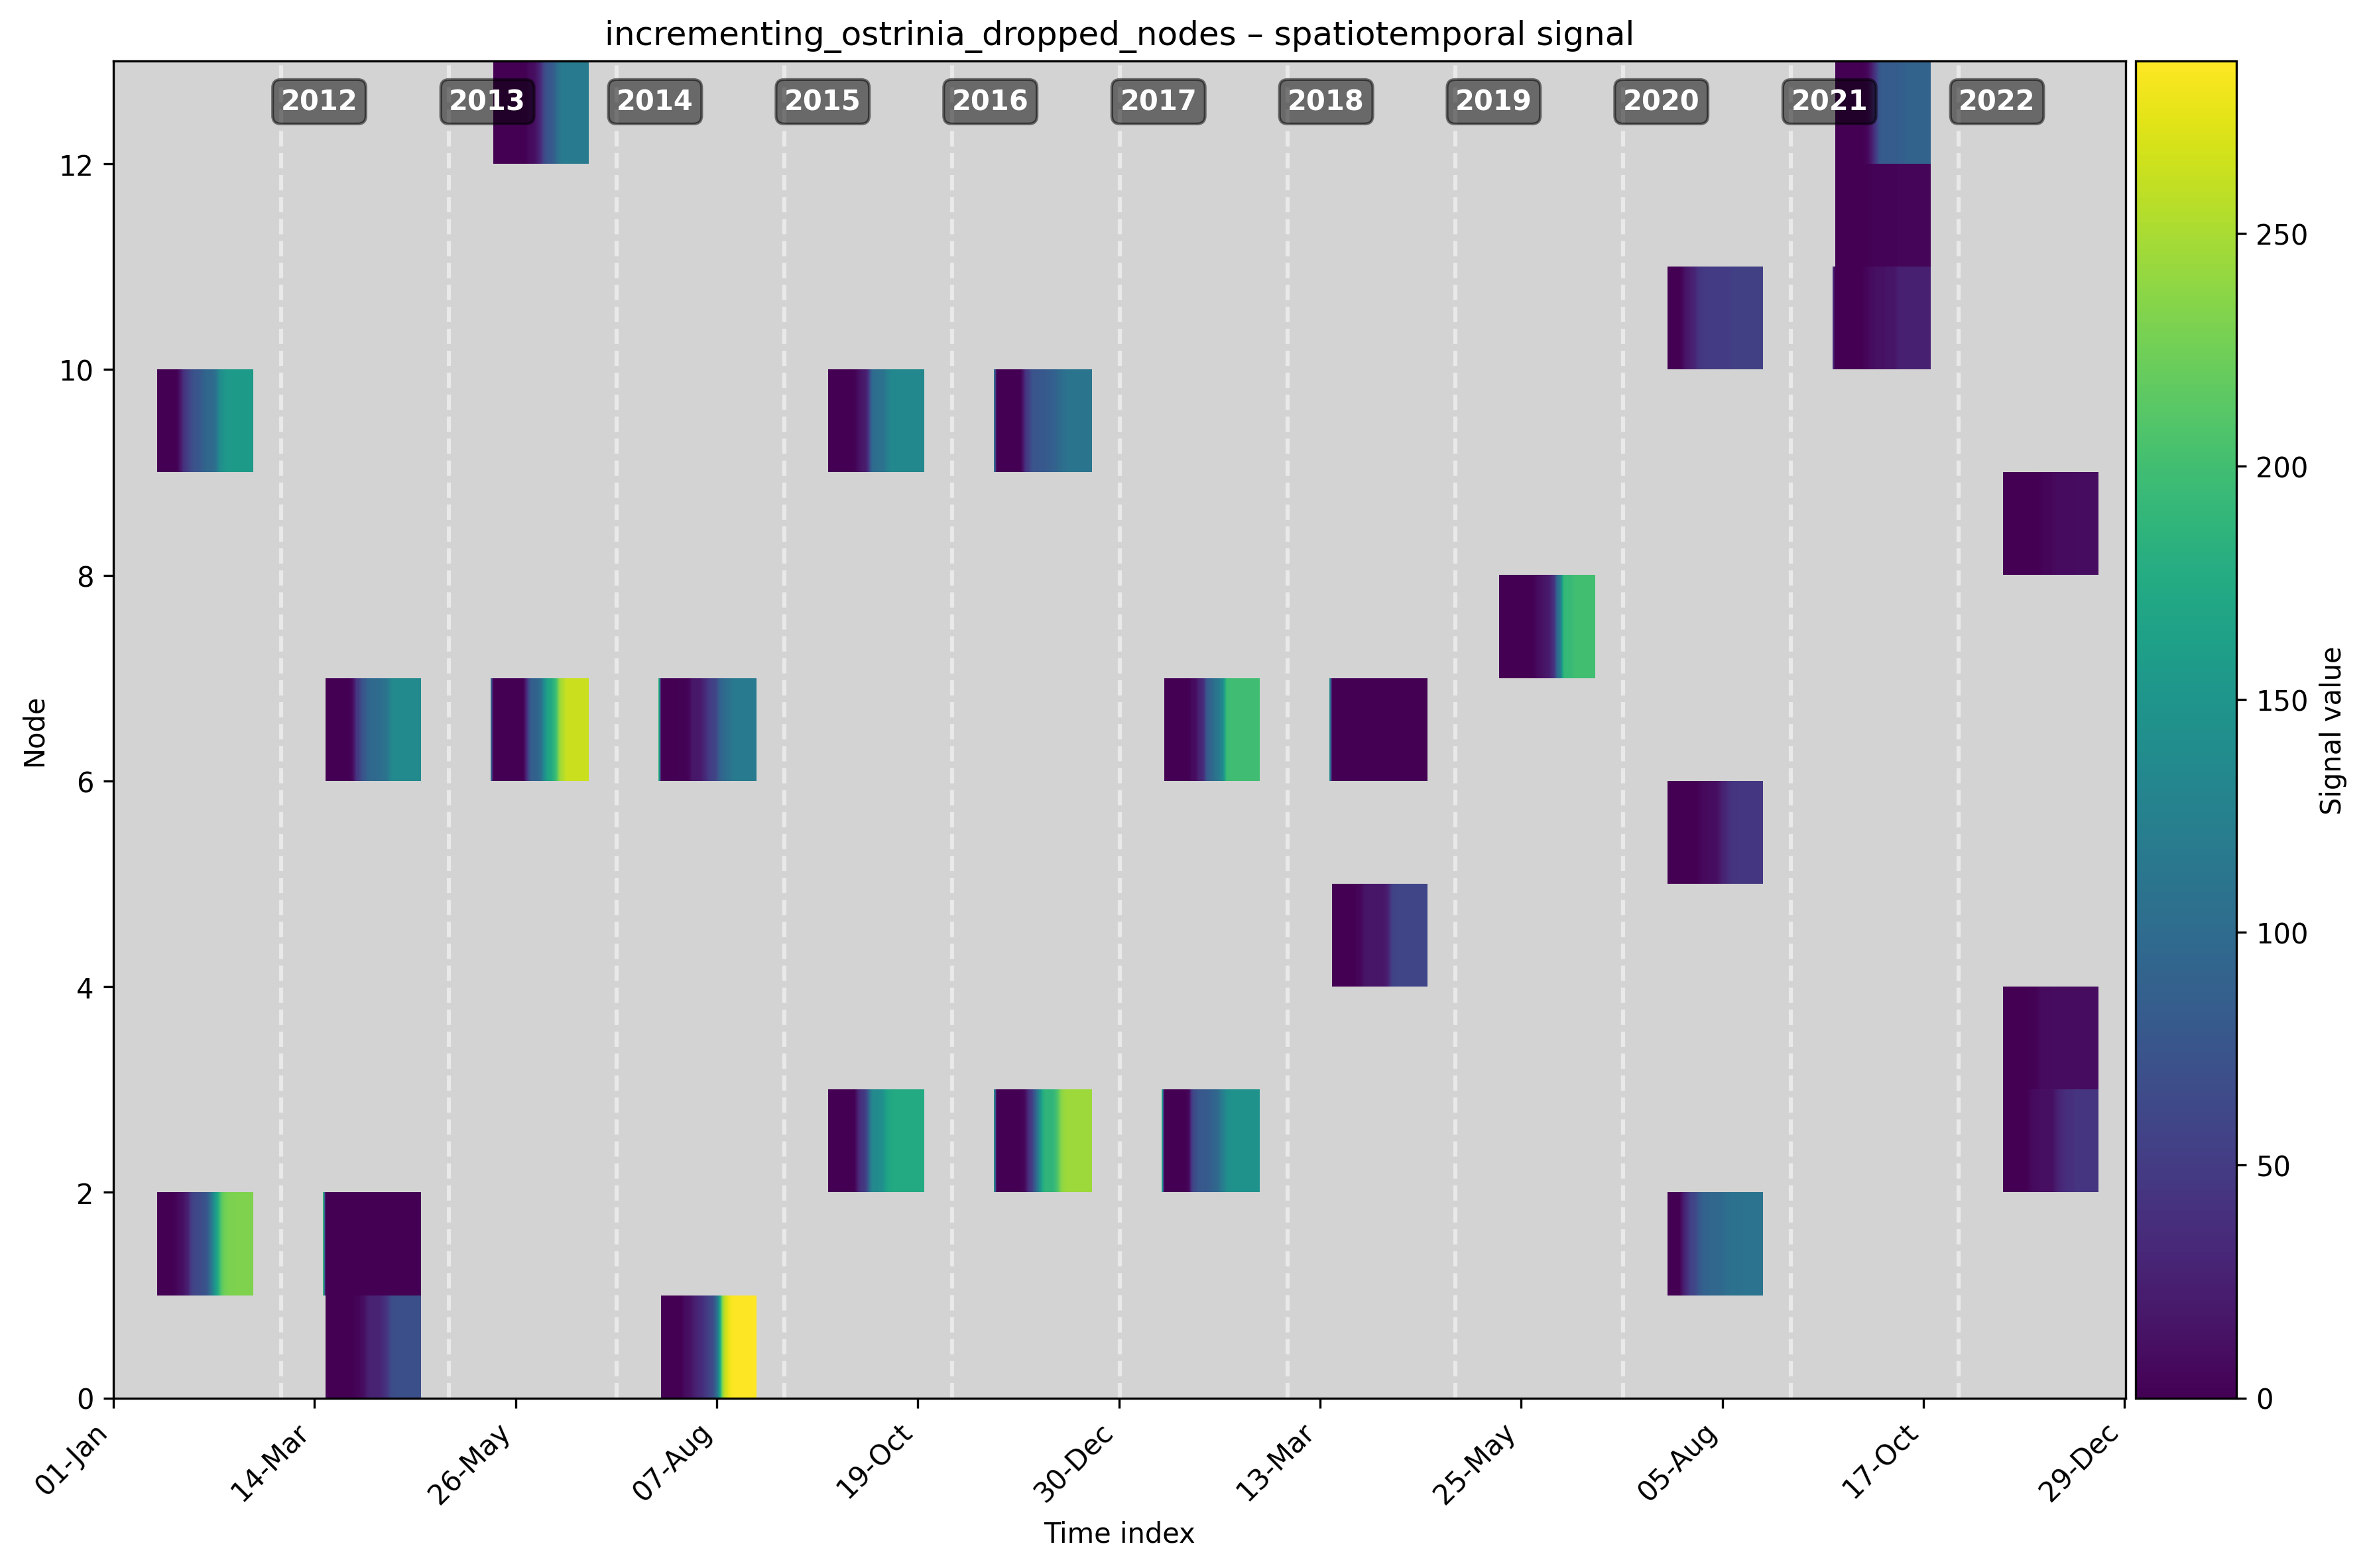 incrementing_ostrinia_dropped_nodes – spatiotemporal signal
2012 2013 2014 2015 2016 2017 2018 2019 2020 2021 2022
Node
12
10
8
6
4
2
0
01-Jan 14-Mar 26-May 07-Aug 19-Oct 30-Dec 13-Mar 25-May 05-Aug 17-Oct 29-Dec
Time index
250
200
150
100
50
0
Signal value